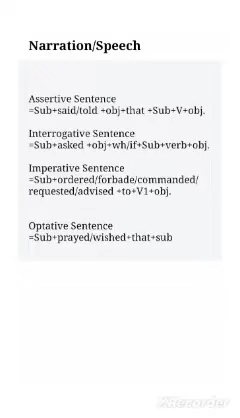 Narration/Speech
Assertive Sentence
=Sub+said/told +obj+that +Sub+V+obj.
Interrogative Sentence
=Sub+asked +obj+wh/if+Sub+verb+obj.
Imperative Sentence
=Sub+ordered/forbade/commanded/
requested/advised +to+V1+obj.
Optative Sentence
=Sub+prayed/wished+that+sub